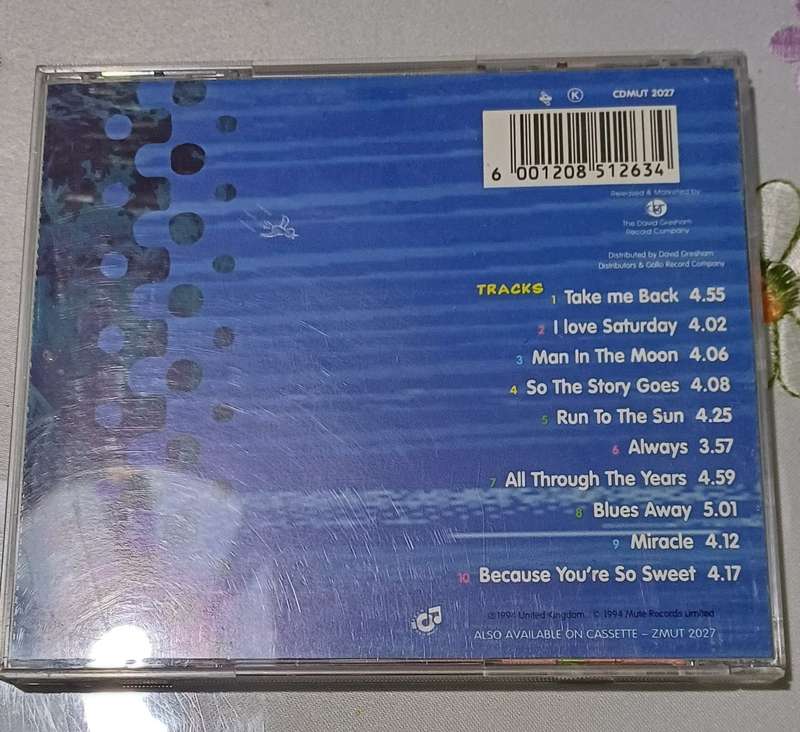 K CDMUT 2027
6 001208 512634
Released & Marketed by
The David Gresham
Record Company
Distributed by David Gresham
Distributors & Gallo Record Company
TRACKS
1 Take me Back 4.55
2 I love Saturday 4.02
3 Man In The Moon 4.06
4 So The Story Goes 4.08
5 Run To The Sun 4.25
6 Always 3.57
7 All Through The Years 4.59
8 Blues Away 5.01
9 Miracle 4.12
10 Because You're So Sweet 4.17
℗ 1994 United Kingdom. © 1994 Mute Records Limited
ALSO AVAILABLE ON CASSETTE – ZMUT 2027